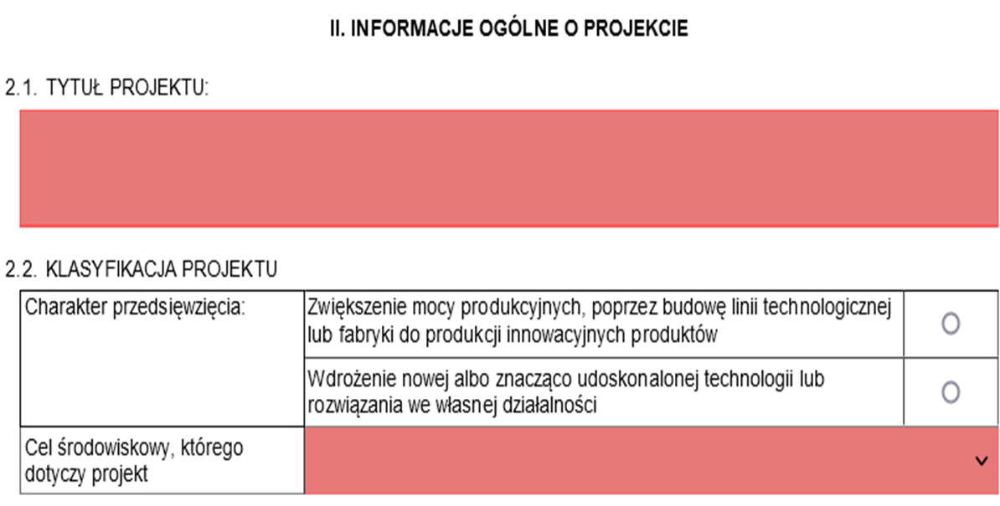 II. INFORMACJE OGÓLNE O PROJEKCIE
2.1. TYTUŁ PROJEKTU:
2.2. KLASYFIKACJA PROJEKTU
Charakter przedsięwzięcia:
Zwiększenie mocy produkcyjnych, poprzez budowę linii technologicznej
lub fabryki do produkcji innowacyjnych produktów
Wdrożenie nowej albo znacząco udoskonalonej technologii lub
rozwiązania we własnej działalności
Cel środowiskowy, którego
dotyczy projekt